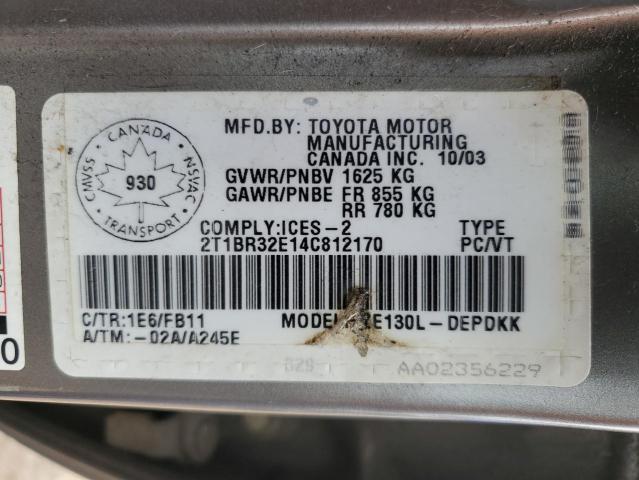 MFD.BY: TOYOTA MOTOR
MANUFACTURING
CANADA INC. 10/03
GVWR/PNBV 1625 KG
GAWR/PNBE FR 855 KG
RR 780 KG
CANADA
CMVSS
NSVAC
930
TRANSPORT
COMPLY:ICES-2 TYPE
2T1BR32E14C812170 PC/VT
C/TR:1E6/FB11 E130L-DEPDKK
A/TM:-02A/A245E
829
AA02356229
0